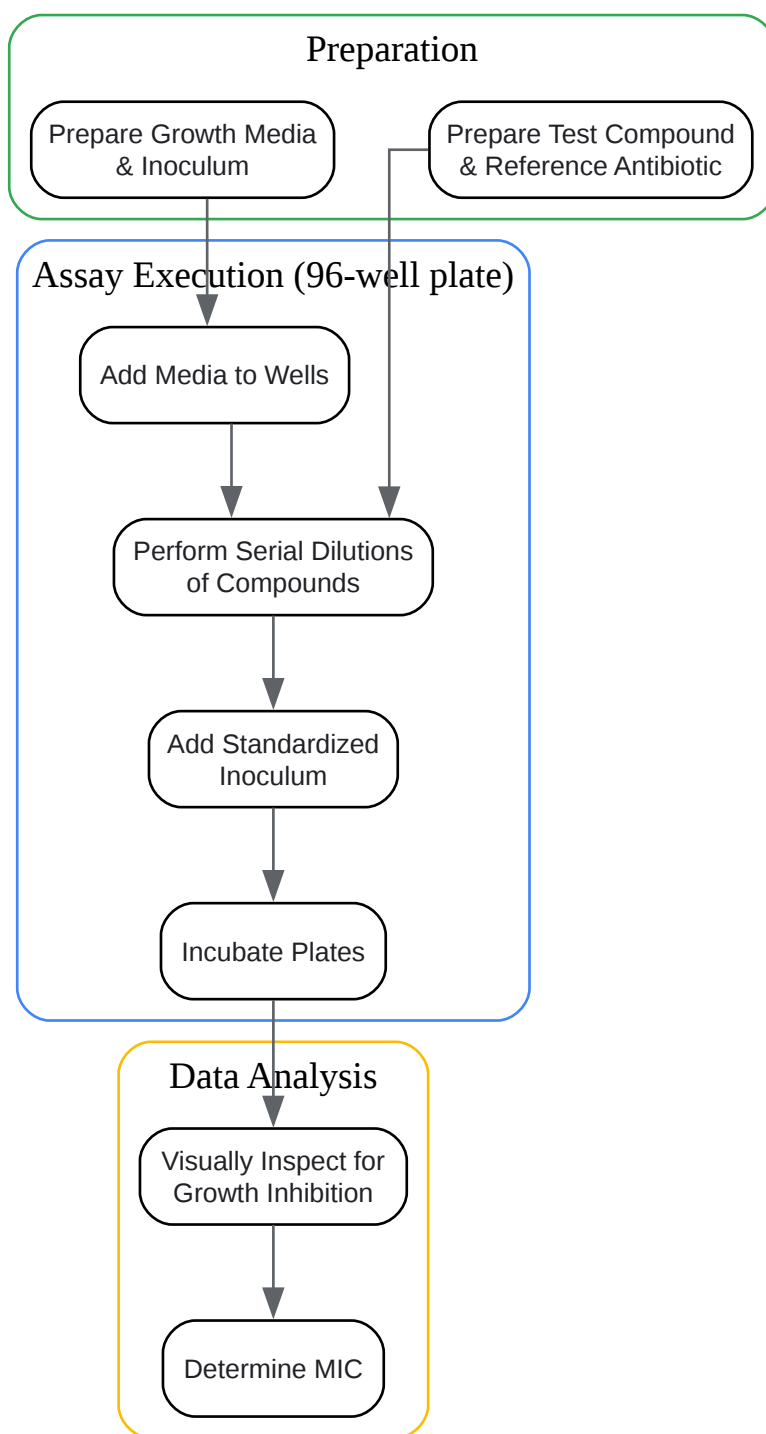 Preparation
Prepare Growth Media
& Inoculum
Prepare Test Compound
& Reference Antibiotic
Assay Execution (96-well plate)
Add Media to Wells
Perform Serial Dilutions
of Compounds
Add Standardized
Inoculum
Incubate Plates
Data Analysis
Visually Inspect for
Growth Inhibition
Determine MIC